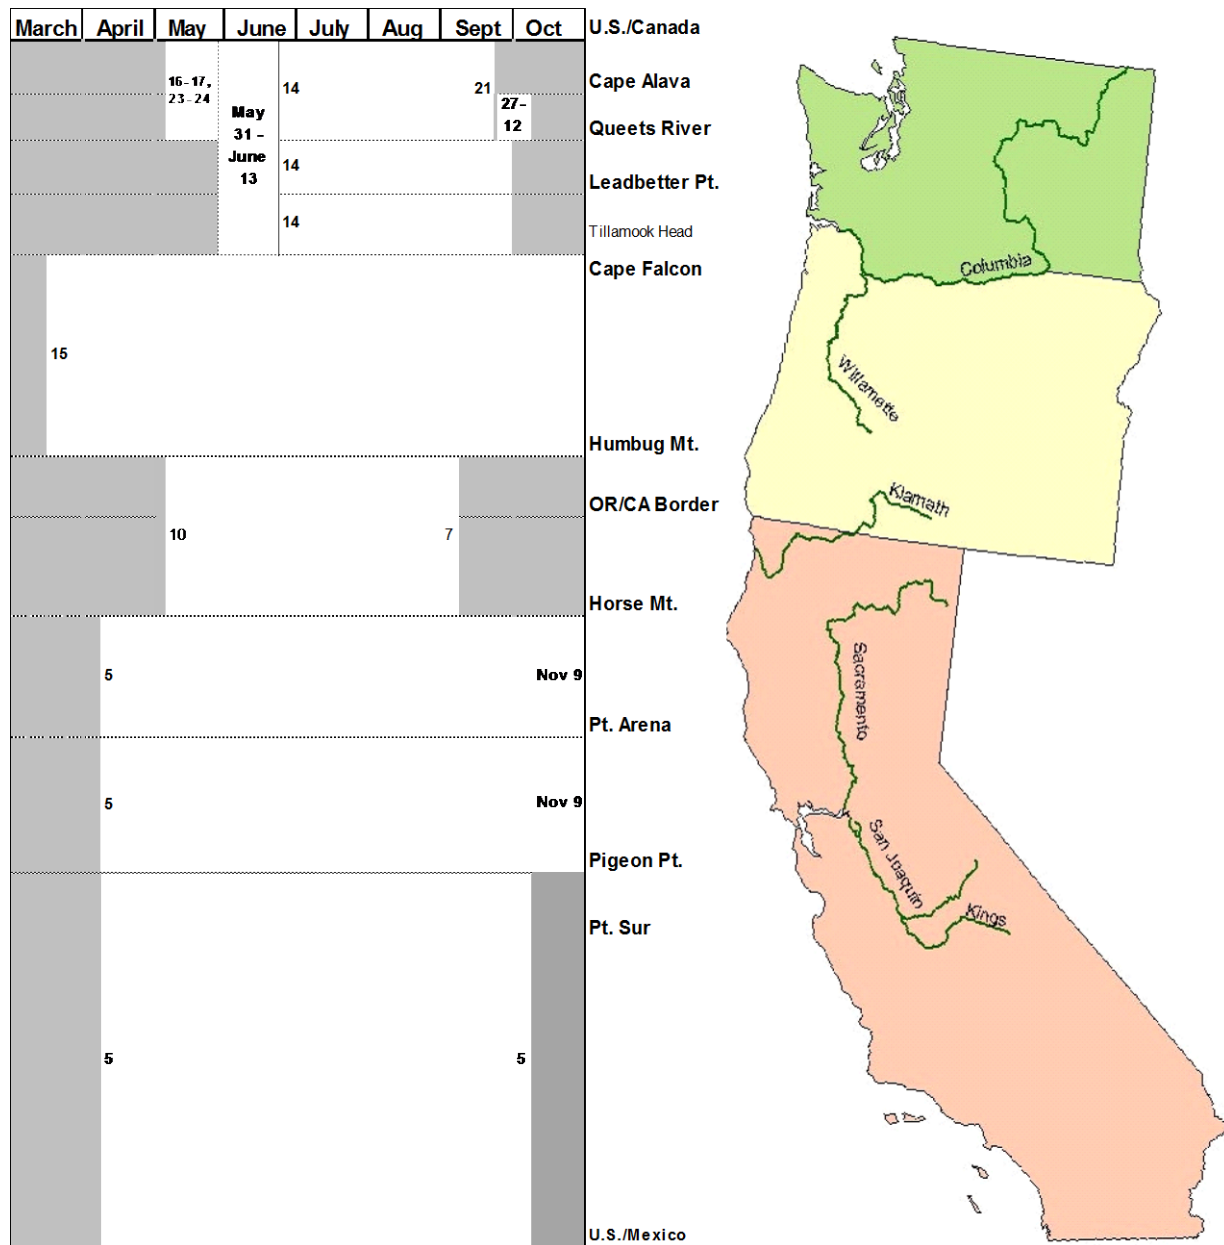 March April May June July Aug Sept Oct
U.S./Canada
16-17,
23-24
14
21
Cape Alava
May
31 -
June
13
27-
12
Queets River
14
Leadbetter Pt.
14
Tillamook Head
Cape Falcon
15
Humbug Mt.
OR/CA Border
10
7
Horse Mt.
5
Nov 9
Pt. Arena
5
Nov 9
Pigeon Pt.
Pt. Sur
5
5
U.S./Mexico
Columbia
Willamette
Klamath
Sacramento
San Joaquin
Kings